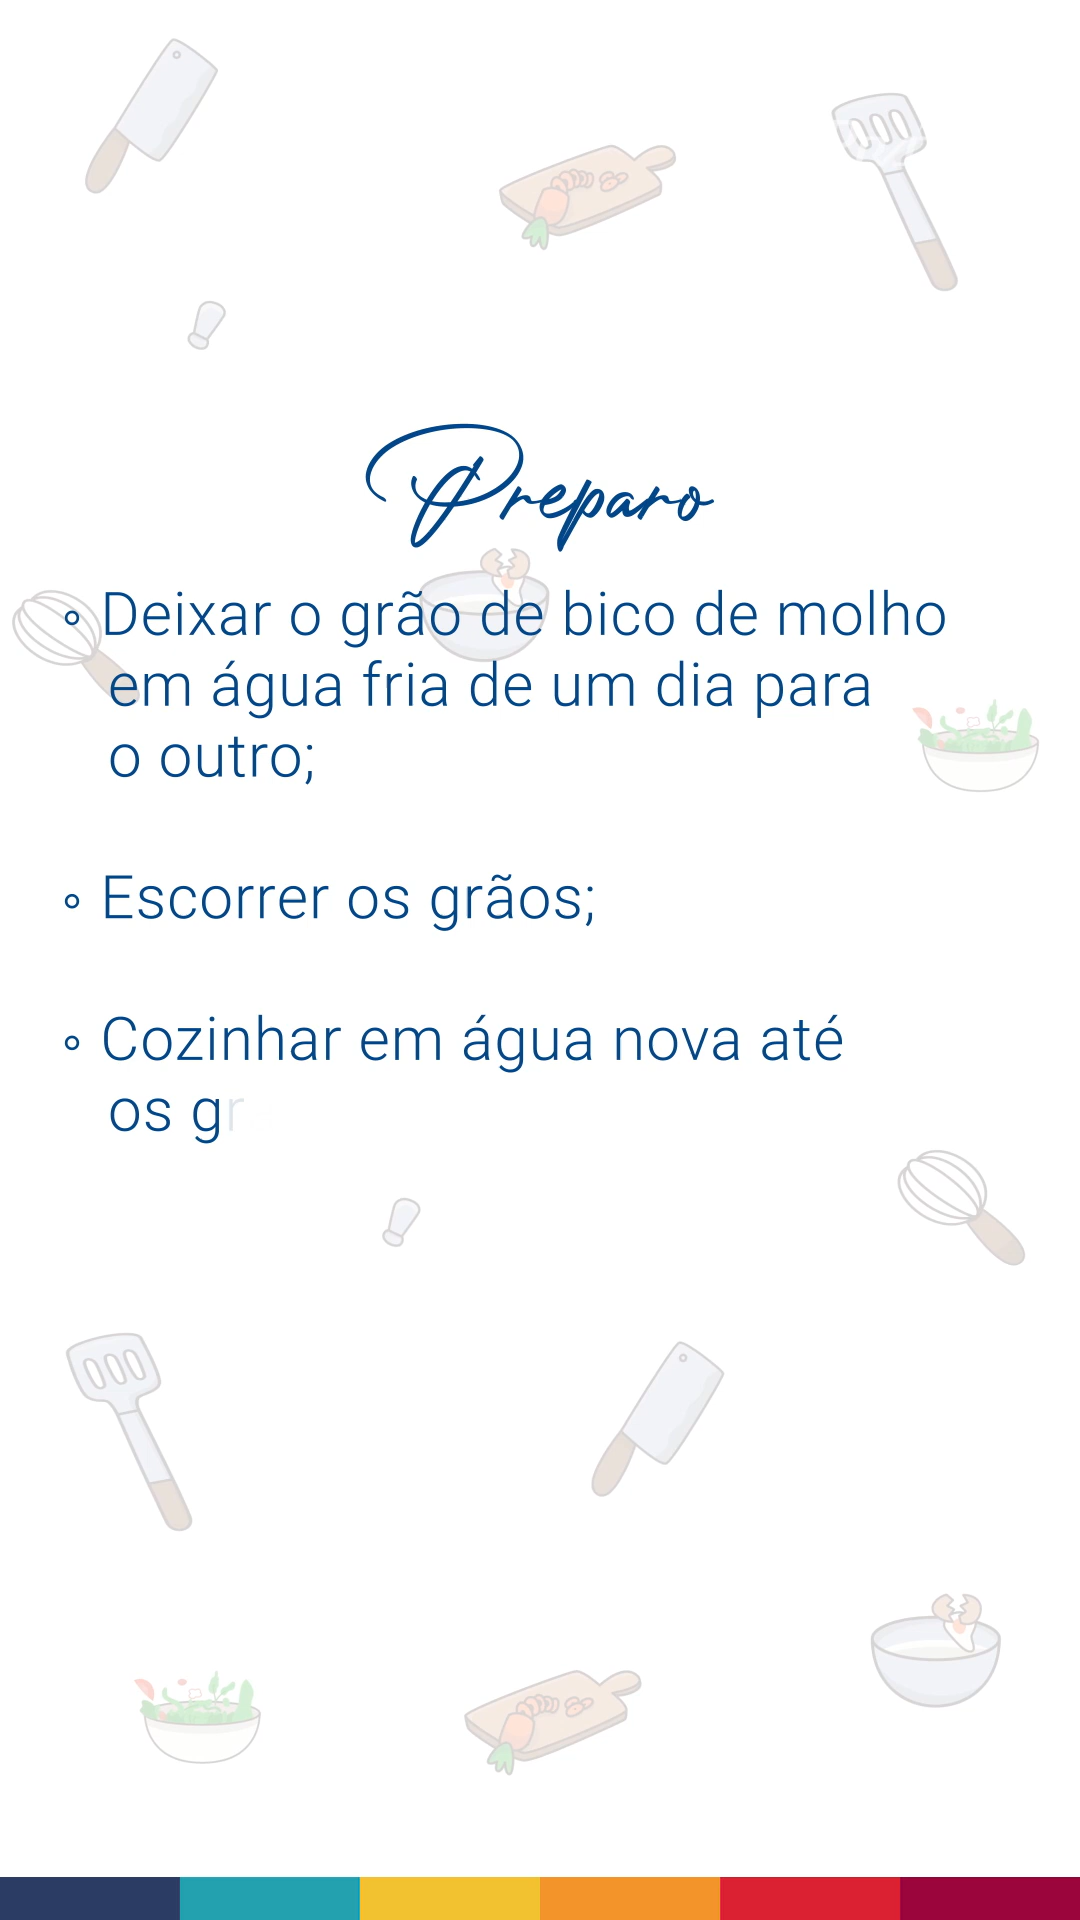 Preparo
◦ Deixar o grão de bico de molho
em água fria de um dia para
o outro;
◦ Escorrer os grãos;
◦ Cozinhar em água nova até
os gr